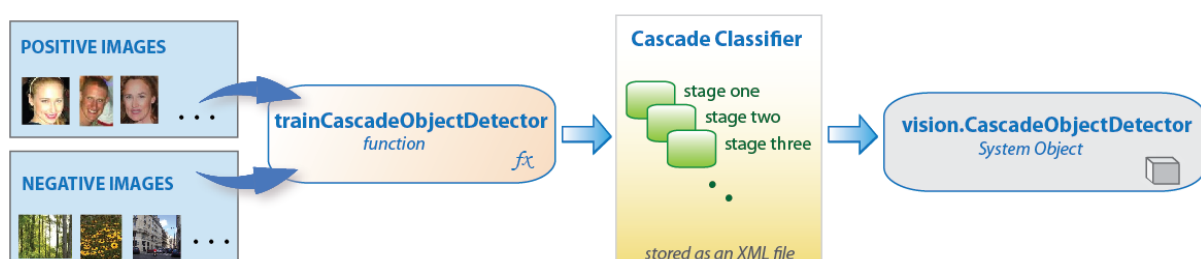 POSITIVE IMAGES
...
NEGATIVE IMAGES
...
trainCascadeObjectDetector
function
fx
Cascade Classifier
stage one
stage two
stage three
stored as an XML file
vision.CascadeObjectDetector
System Object